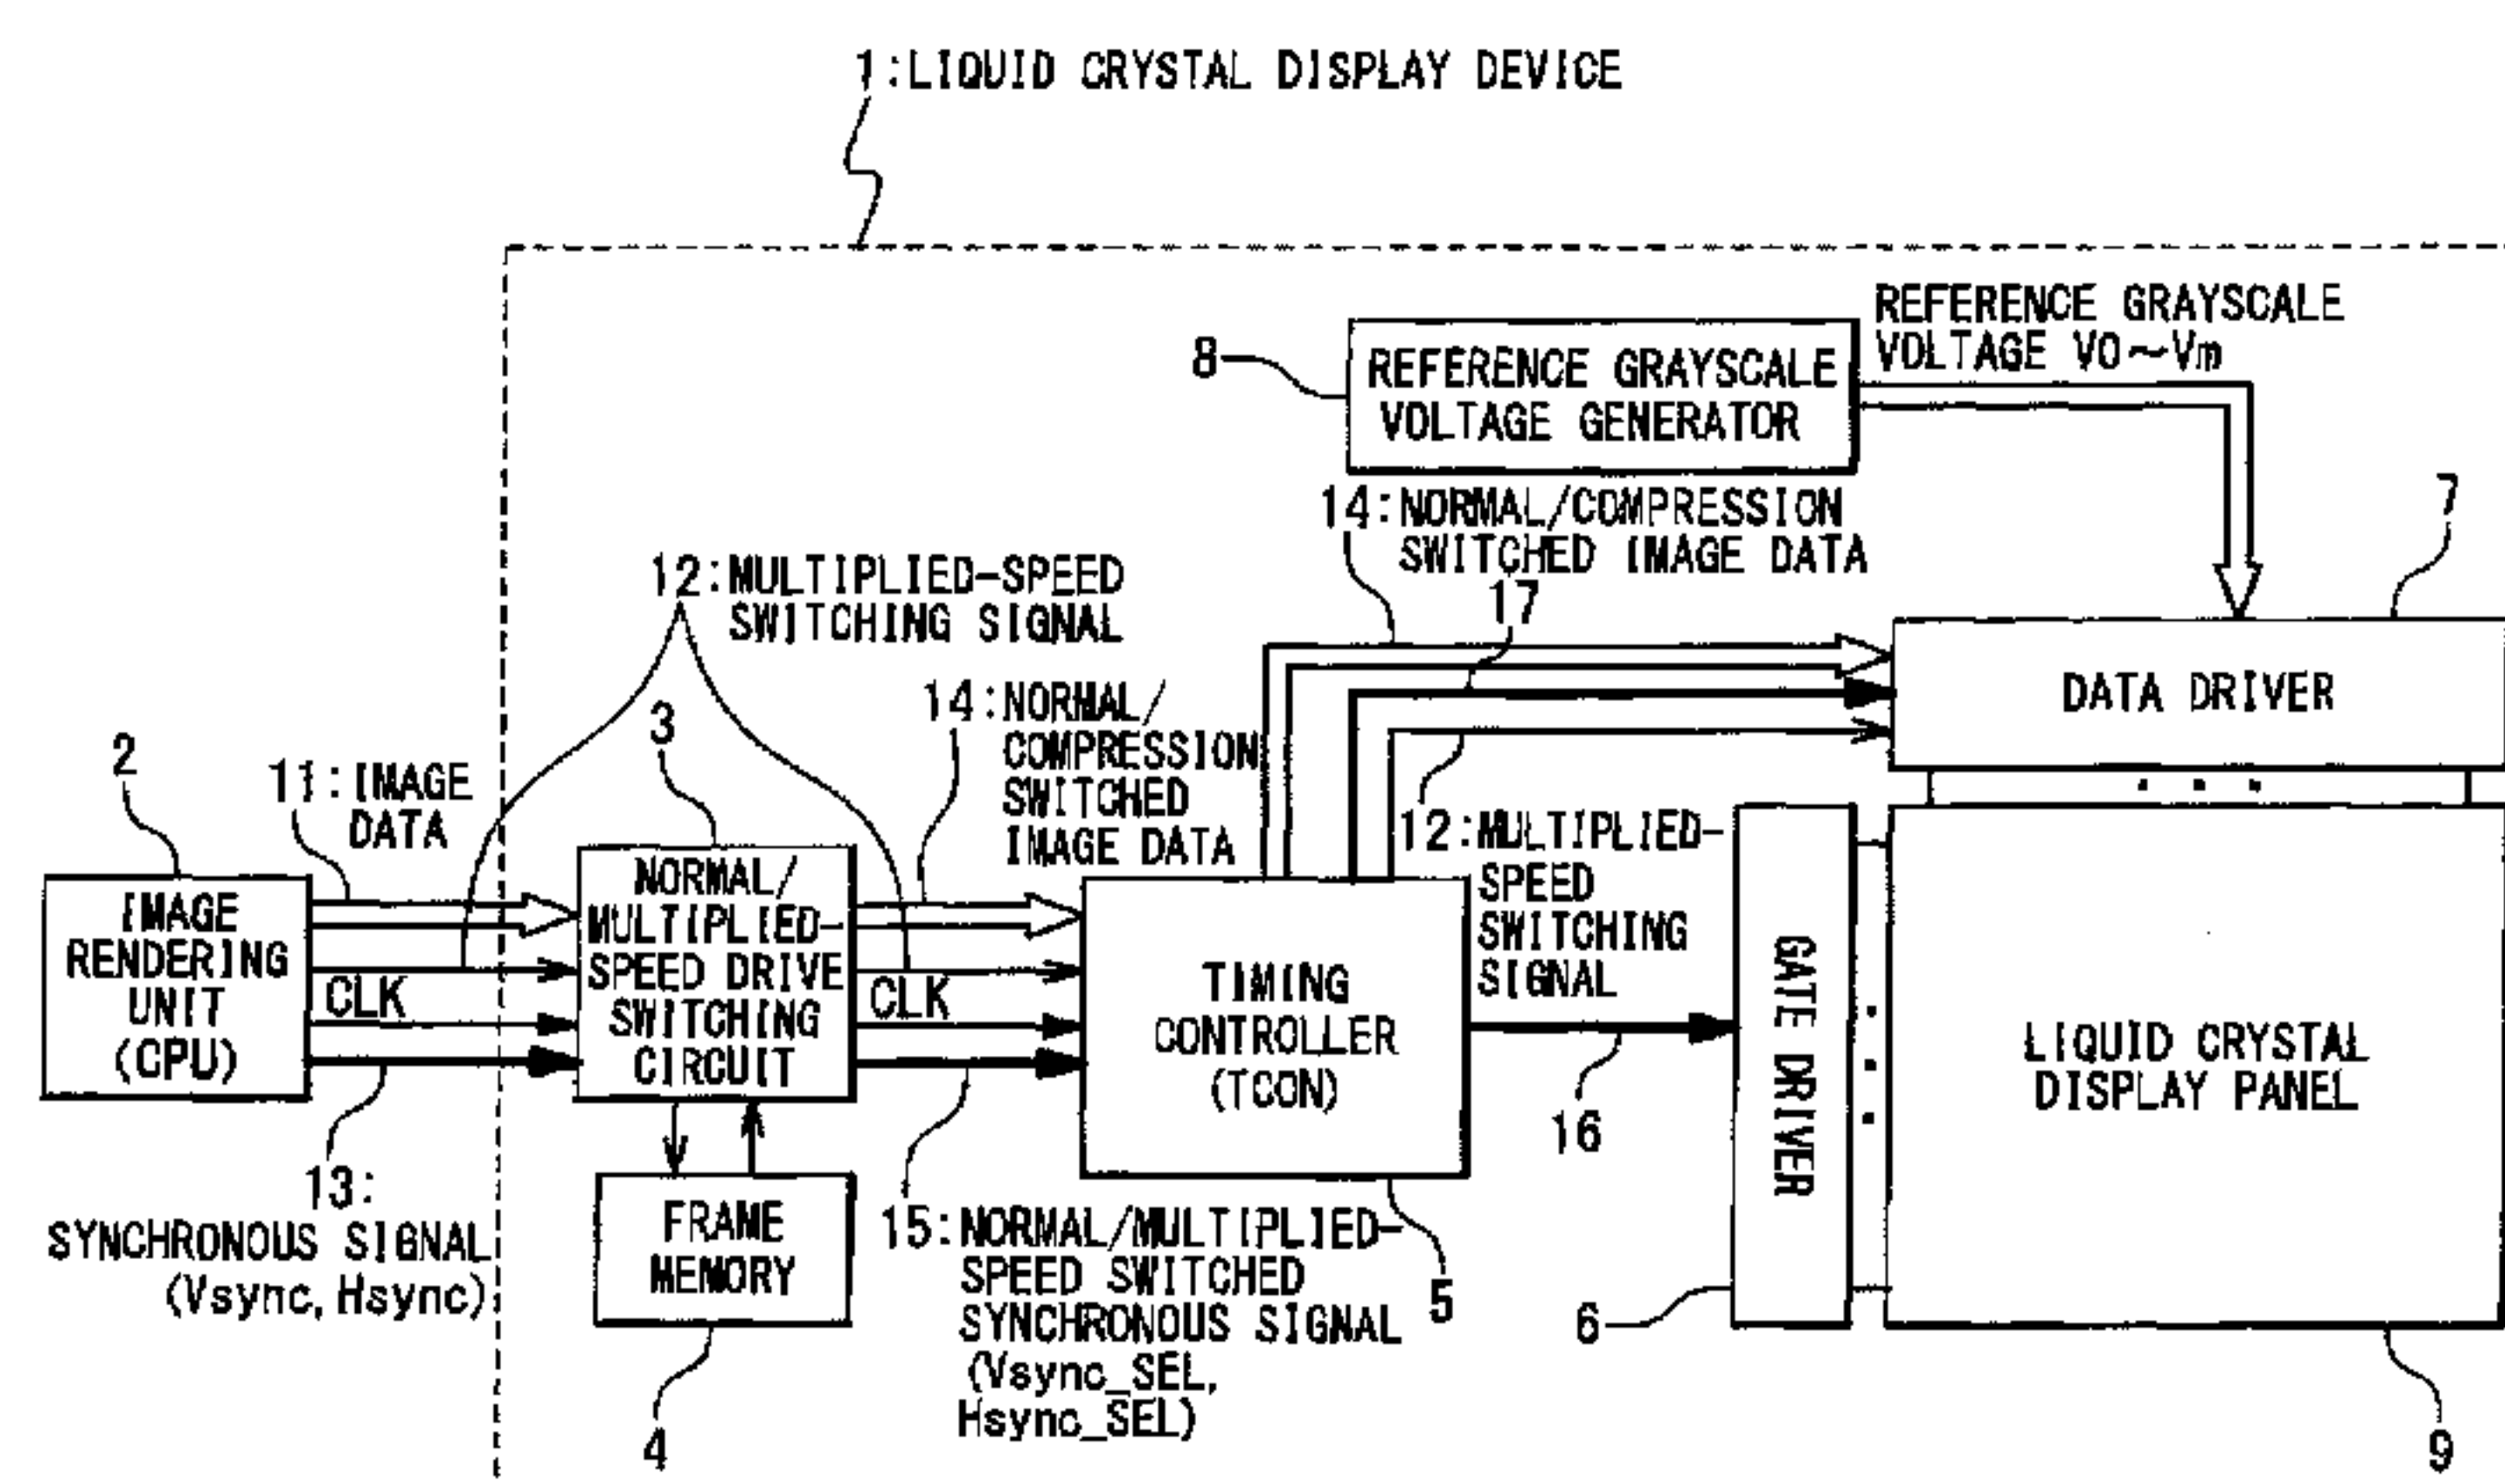 1:LIQUID CRYSTAL DISPLAY DEVICE
REFERENCE GRAYSCALE
VOLTAGE V0~Vm
8
REFERENCE GRAYSCALE
VOLTAGE GENERATOR
14:NORMAL/COMPRESSION
SWITCHED IMAGE DATA
7
17
12:MULTIPLIED-SPEED
SWITCHING SIGNAL
DATA DRIVER
14:NORMAL/
COMPRESSION
SWITCHED
IMAGE DATA
3
2
11:IMAGE
DATA
12:MULTIPLIED-
SPEED
SWITCHING
SIGNAL
IMAGE
RENDERING
UNIT
(CPU)
CLK
NORMAL/
MULTIPLIED-
SPEED DRIVE
SWITCHING
CIRCUIT
CLK
TIMING
CONTROLLER
(TCON)
GATE DRIVER
LIQUID CRYSTAL
DISPLAY PANEL
16
13:
SYNCHRONOUS SIGNAL
(Vsync, Hsync)
FRAME
MEMORY
15:NORMAL/MULTIPLIED-
SPEED SWITCHED
SYNCHRONOUS SIGNAL
(Vsync_SEL,
Hsync_SEL)
5
6
4
9